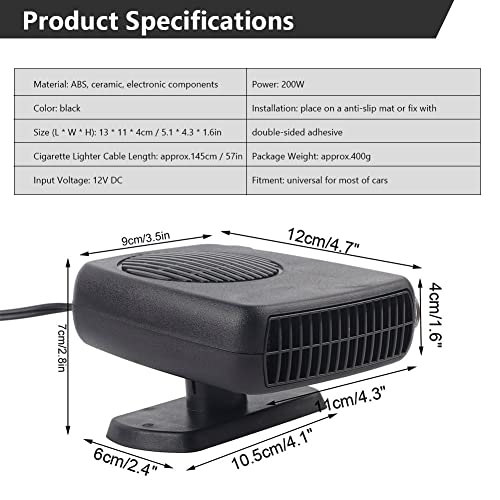 Product Specifications
Material: ABS, ceramic, electronic components
Power: 200W
Color: black
Installation: place on a anti-slip mat or fix with
Size (L * W * H): 13 * 11 * 4cm / 5.1 * 4.3 * 1.6in
double-sided adhesive
Cigarette Lighter Cable Length: approx.145cm / 57in
Package Weight: approx.400g
Input Voltage: 12V DC
Fitment: universal for most of cars
9cm/3.5in
12cm/4.7"
4cm/1.6"
7cm/2.8in
11cm/4.3"
6cm/2.4"
10.5cm/4.1"